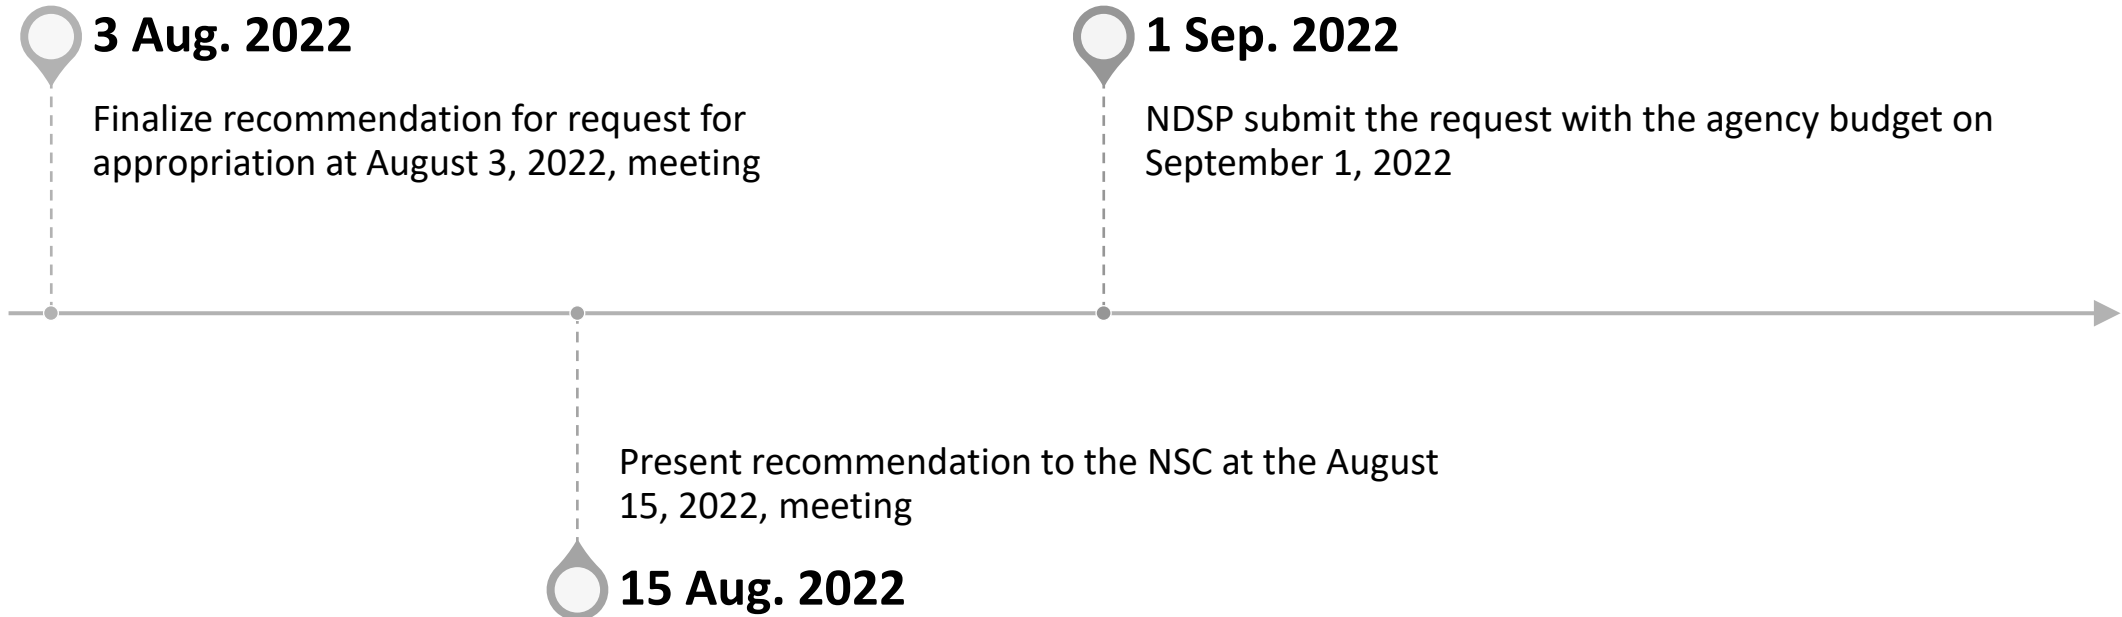 3 Aug. 2022
Finalize recommendation for request for
appropriation at August 3, 2022, meeting
1 Sep. 2022
NDSP submit the request with the agency budget on
September 1, 2022
Present recommendation to the NSC at the August
15, 2022, meeting
15 Aug. 2022